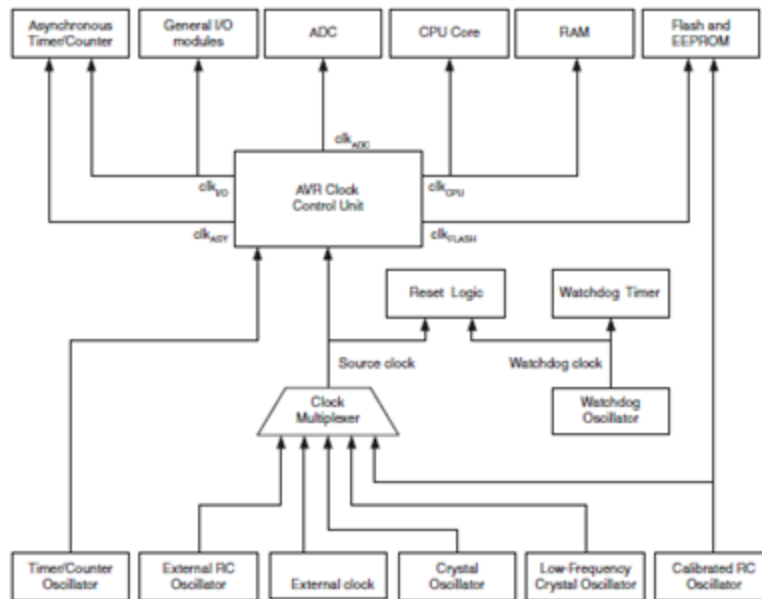 Asynchronous
Timer/Counter
General I/O
modules
ADC
CPU Core
RAM
Flash and
EEPROM
clkADC
clkI/O
AVR Clock
Control Unit
clkCPU
clkASY
clkFLASH
Reset Logic
Watchdog Timer
Source clock
Watchdog clock
Clock
Multiplexer
Watchdog
Oscillator
Timer/Counter
Oscillator
External RC
Oscillator
External clock
Crystal
Oscillator
Low-Frequency
Crystal Oscillator
Calibrated RC
Oscillator